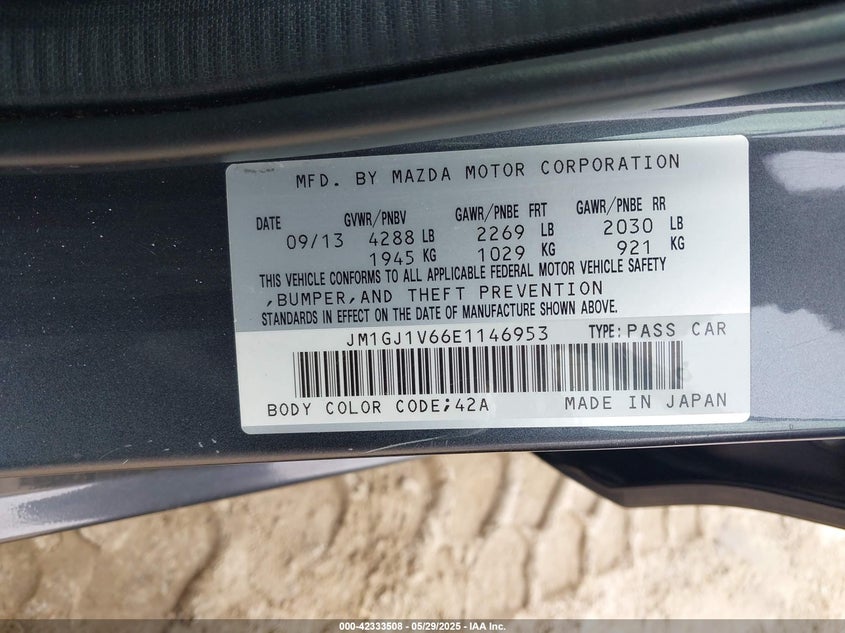 MFD. BY MAZDA MOTOR CORPORATION
DATE GVWR/PNBV GAWR/PNBE FRT GAWR/PNBE RR
09/13 4288 LB 2269 LB 2030 LB
1945 KG 1029 KG 921 KG
THIS VEHICLE CONFORMS TO ALL APPLICABLE FEDERAL MOTOR VEHICLE SAFETY
,BUMPER,AND THEFT PREVENTION
STANDARDS IN EFFECT ON THE DATE OF MANUFACTURE SHOWN ABOVE.
JM1GJ1V66E1146953 TYPE: PASS CAR
BODY COLOR CODE;42A MADE IN JAPAN
000-42333508 - 05/29/2025 - IAA Inc.